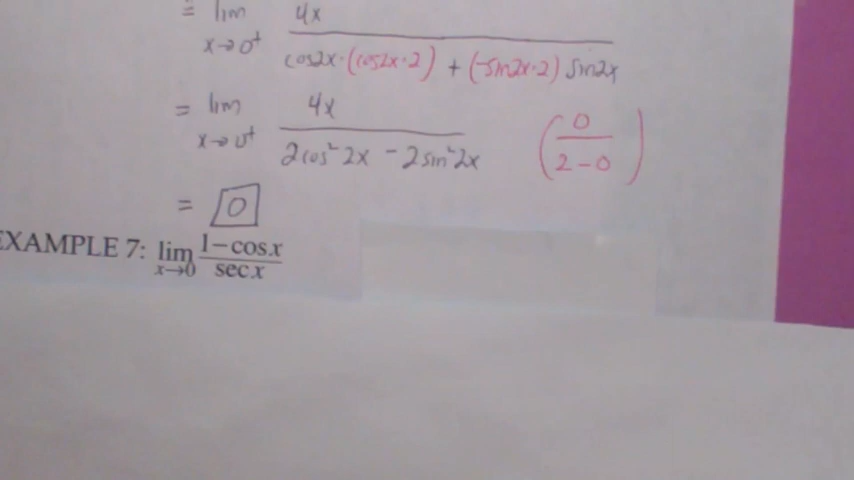 = lim x→0⁺ 4x / cos2x·(cos2x·2) + (-sin2x·2) sin2x
= lim x→0⁺ 4x / 2cos²2x - 2sin²2x (0 / 2-0)
= 0
EXAMPLE 7: lim x→0 1-cosx / secx